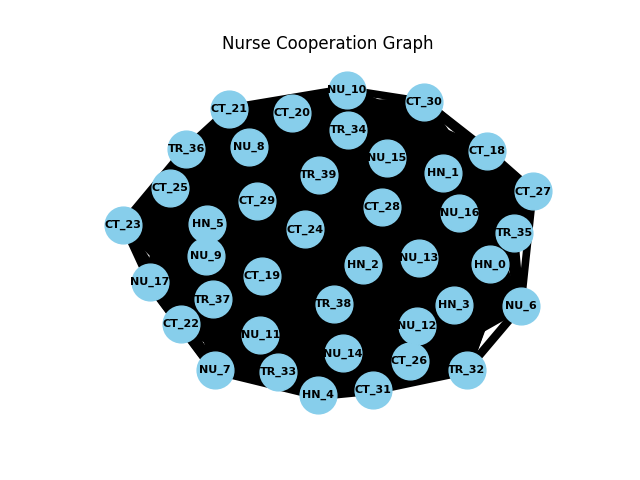 Nurse Cooperation Graph
NU_10
CT_30
CT_21
CT_20
TR_34
TR_36
NU_8
CT_18
NU_15
HN_1
TR_39
CT_25
CT_27
CT_29
CT_28
NU_16
CT_23
HN_5
CT_24
TR_35
NU_9
NU_13
HN_2
HN_0
CT_19
NU_17
TR_37
TR_38
HN_3
NU_6
CT_22
NU_12
NU_11
NU_14
CT_26
NU_7
TR_33
TR_32
CT_31
HN_4